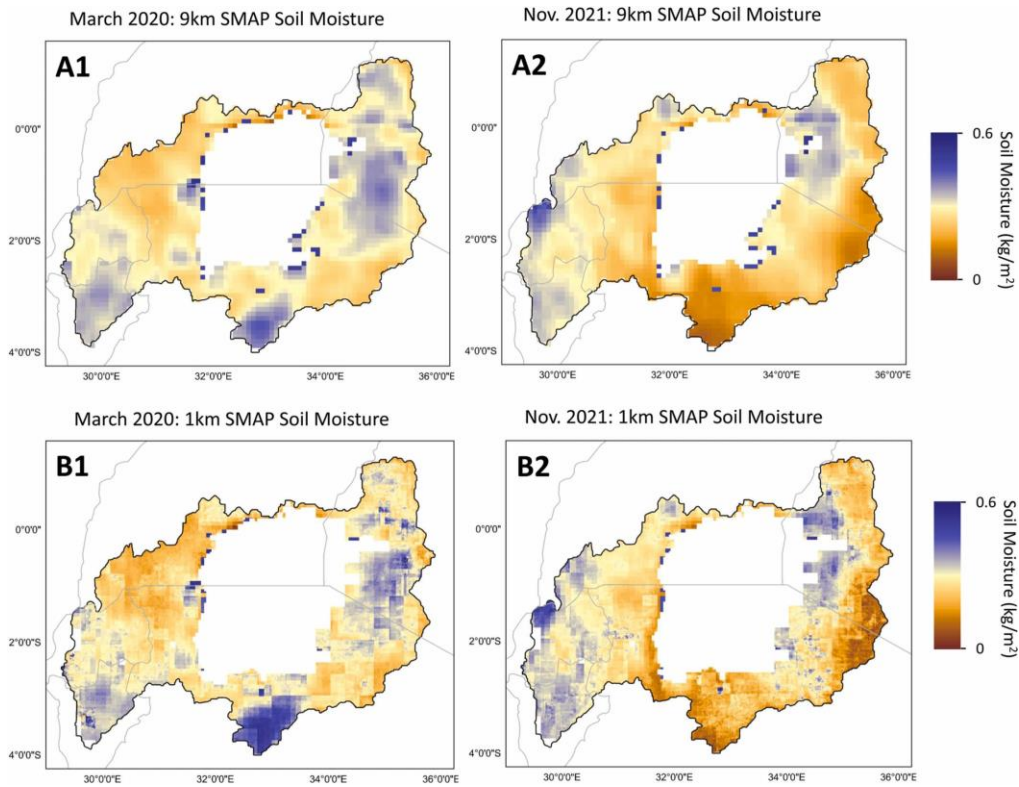 March 2020: 9km SMAP Soil Moisture
Nov. 2021: 9km SMAP Soil Moisture
A1
A2
0°0'0"
2°0'0"S
4°0'0"S
0°0'0"
2°0'0"S
4°0'0"S
30°0'0"E
32°0'0"E
34°0'0"E
36°0'0"E
30°0'0"E
32°0'0"E
34°0'0"E
36°0'0"E
0.6
0
Soil Moisture (kg/m²)
March 2020: 1km SMAP Soil Moisture
Nov. 2021: 1km SMAP Soil Moisture
B1
B2
0°0'0"
2°0'0"S
4°0'0"S
0°0'0"
2°0'0"S
4°0'0"S
30°0'0"E
32°0'0"E
34°0'0"E
36°0'0"E
30°0'0"E
32°0'0"E
34°0'0"E
36°0'0"E
0.6
0
Soil Moisture (kg/m²)